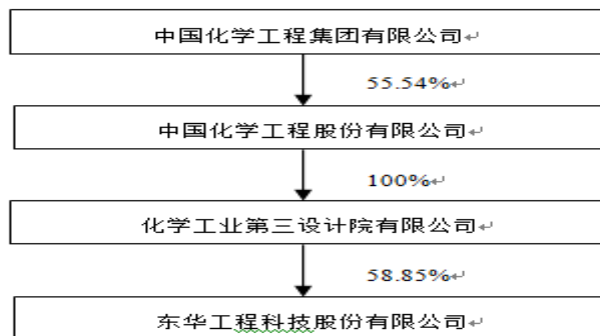 中国化学工程集团有限公司
55.54%
中国化学工程股份有限公司
100%
化学工业第三设计院有限公司
58.85%
东华工程科技股份有限公司